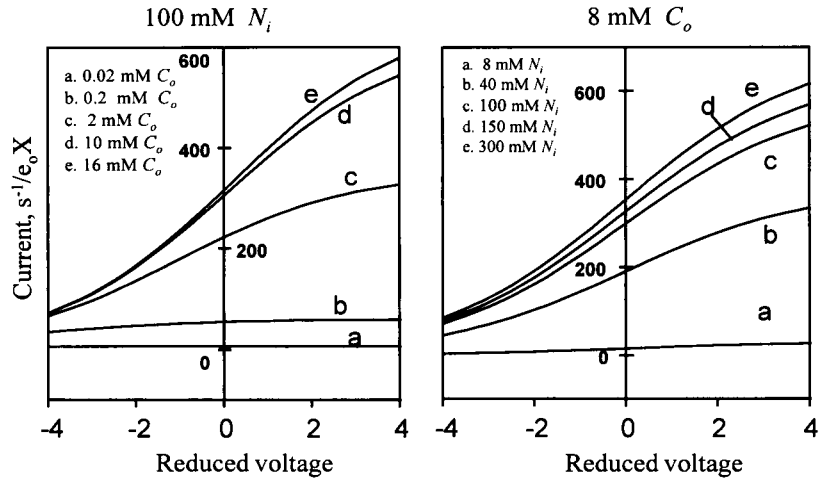 100 mM N_i
8 mM C_o
Current, s⁻¹/e₀X
600
400
200
0
a. 0.02 mM C_o
b. 0.2 mM C_o
c. 2 mM C_o
d. 10 mM C_o
e. 16 mM C_o
e
d
c
b
a
-4 -2 0 2 4
Reduced voltage
600
400
200
0
a. 8 mM N_i
b. 40 mM N_i
c. 100 mM N_i
d. 150 mM N_i
e. 300 mM N_i
e
d
c
b
a
-4 -2 0 2 4
Reduced voltage